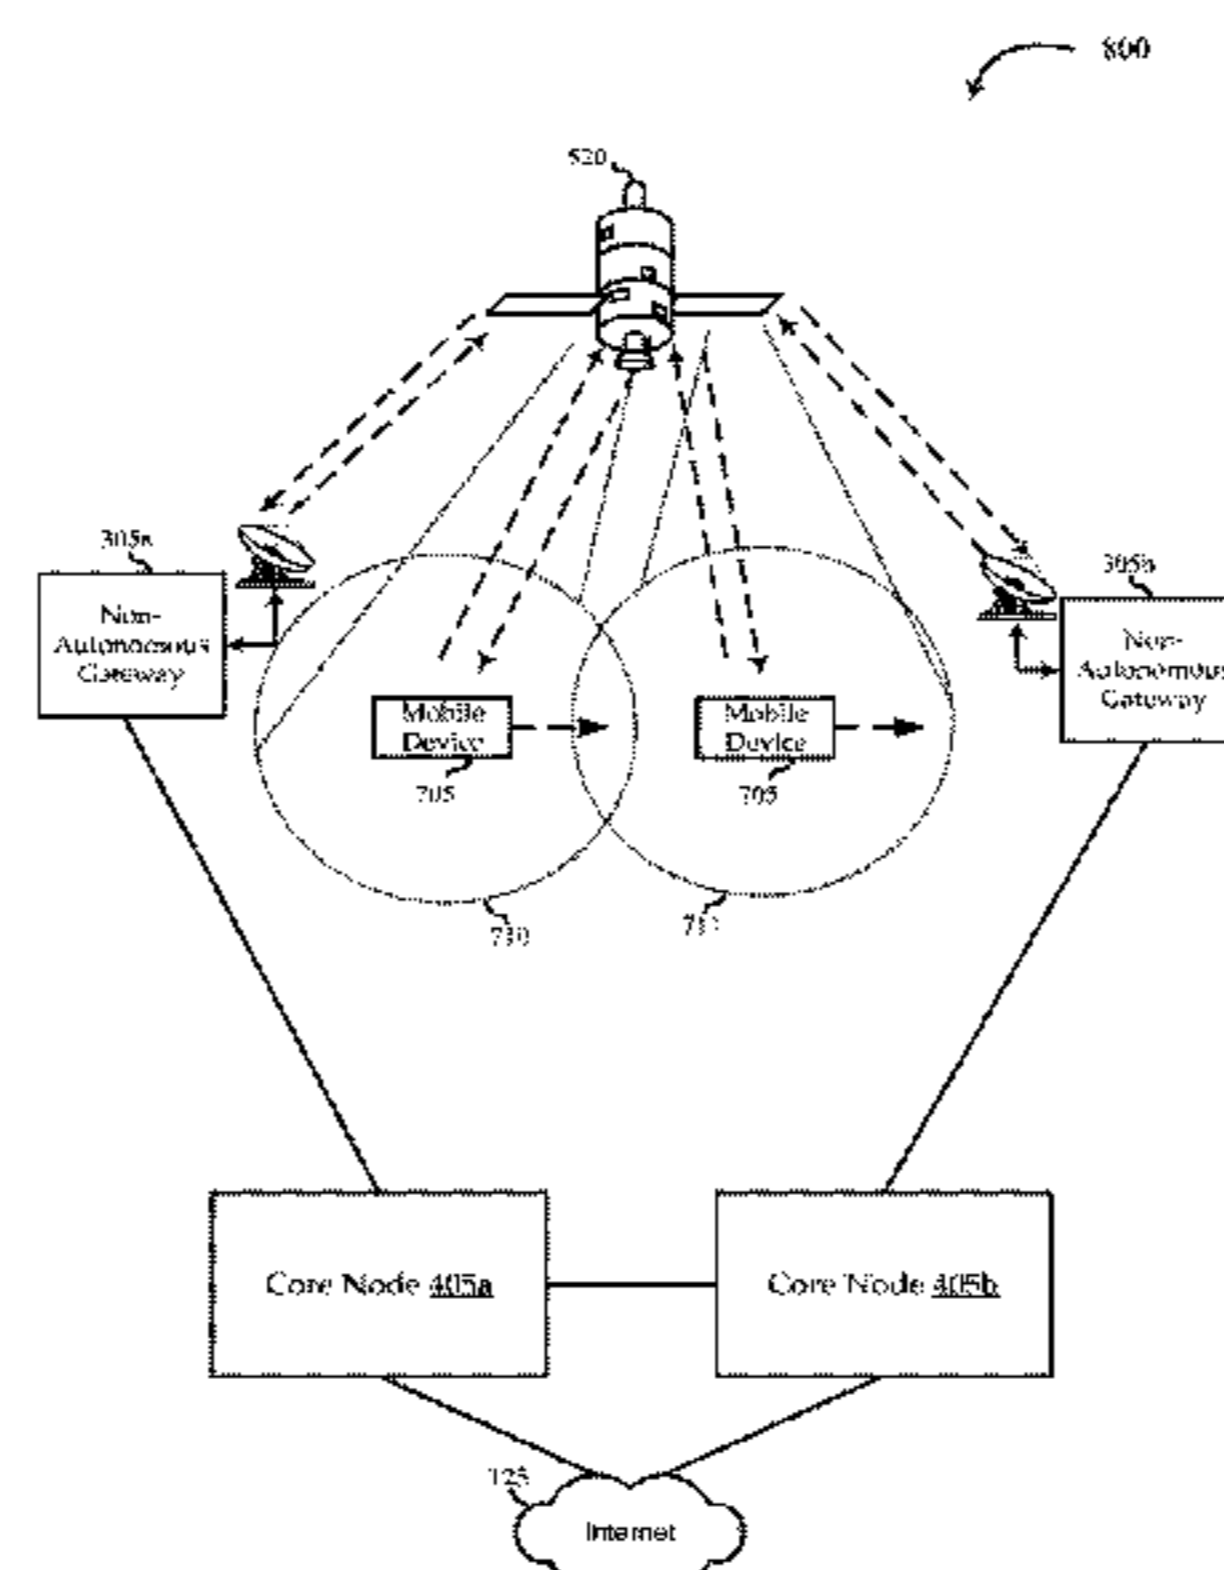 800
520
305a
Non-
Autonomous
Gateway
Non-
Autonomous
Gateway
Mobile
Device
705
Mobile
Device
705
710
Core Node 405a
Core Node 405b
125
Internet